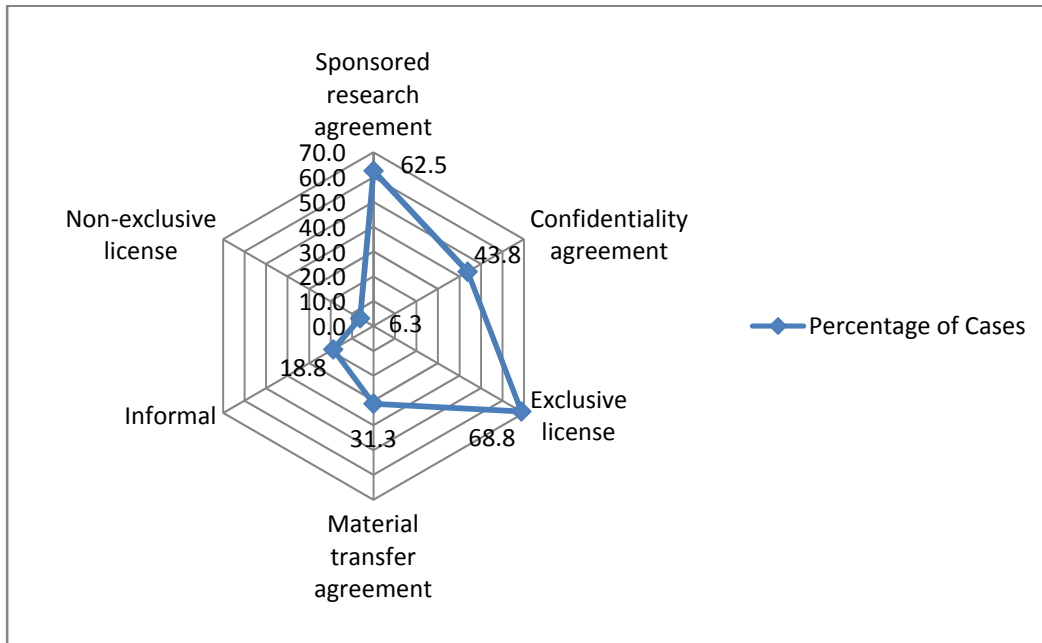 Sponsored
research
agreement
70.0
62.5
60.0
50.0
40.0
30.0
20.0
10.0
0.0
Non-exclusive
license
Confidentiality
agreement
43.8
6.3
Percentage of Cases
18.8
Informal
Exclusive
license
68.8
31.3
Material
transfer
agreement